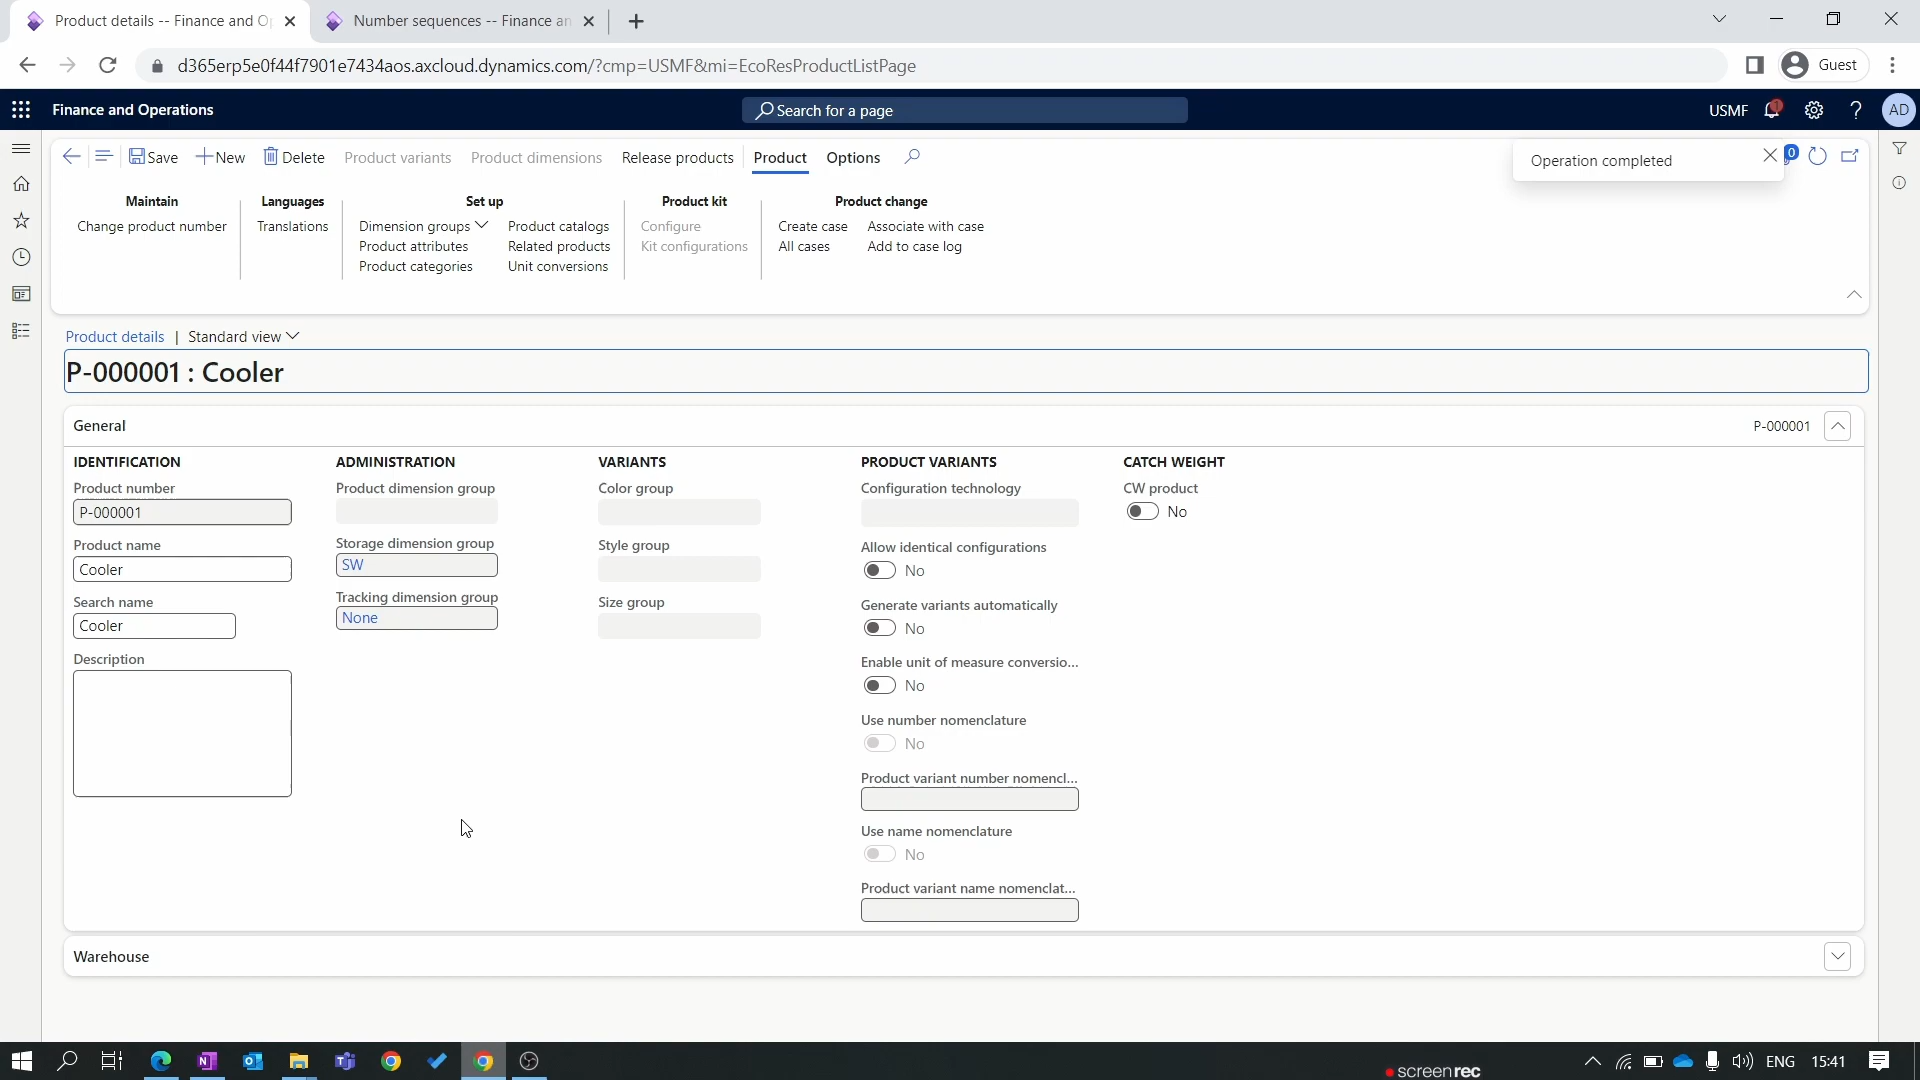 Product details -- Finance and O
Number sequences -- Finance an
d365erp5e0f44f7901e7434aos.axcloud.dynamics.com/?cmp=USMF&mi=EcoResProductListPage
Guest
Finance and Operations
Search for a page
USMF
1
AD
Save
New
Delete
Product variants
Product dimensions
Release products
Product
Options
Operation completed
0
Maintain
Change product number
Languages
Translations
Set up
Dimension groups
Product attributes
Product categories
Product catalogs
Related products
Unit conversions
Product kit
Configure
Kit configurations
Product change
Create case
All cases
Associate with case
Add to case log
Product details | Standard view
P-000001 : Cooler
General
P-000001
IDENTIFICATION
Product number
P-000001
Product name
Cooler
Search name
Cooler
Description
ADMINISTRATION
Product dimension group
Storage dimension group
SW
Tracking dimension group
None
VARIANTS
Color group
Style group
Size group
PRODUCT VARIANTS
Configuration technology
Allow identical configurations
No
Generate variants automatically
No
Enable unit of measure conversio...
No
Use number nomenclature
No
Product variant number nomencl...
Use name nomenclature
No
Product variant name nomenclat...
CATCH WEIGHT
CW product
No
Warehouse
screenrec
ENG
15:41